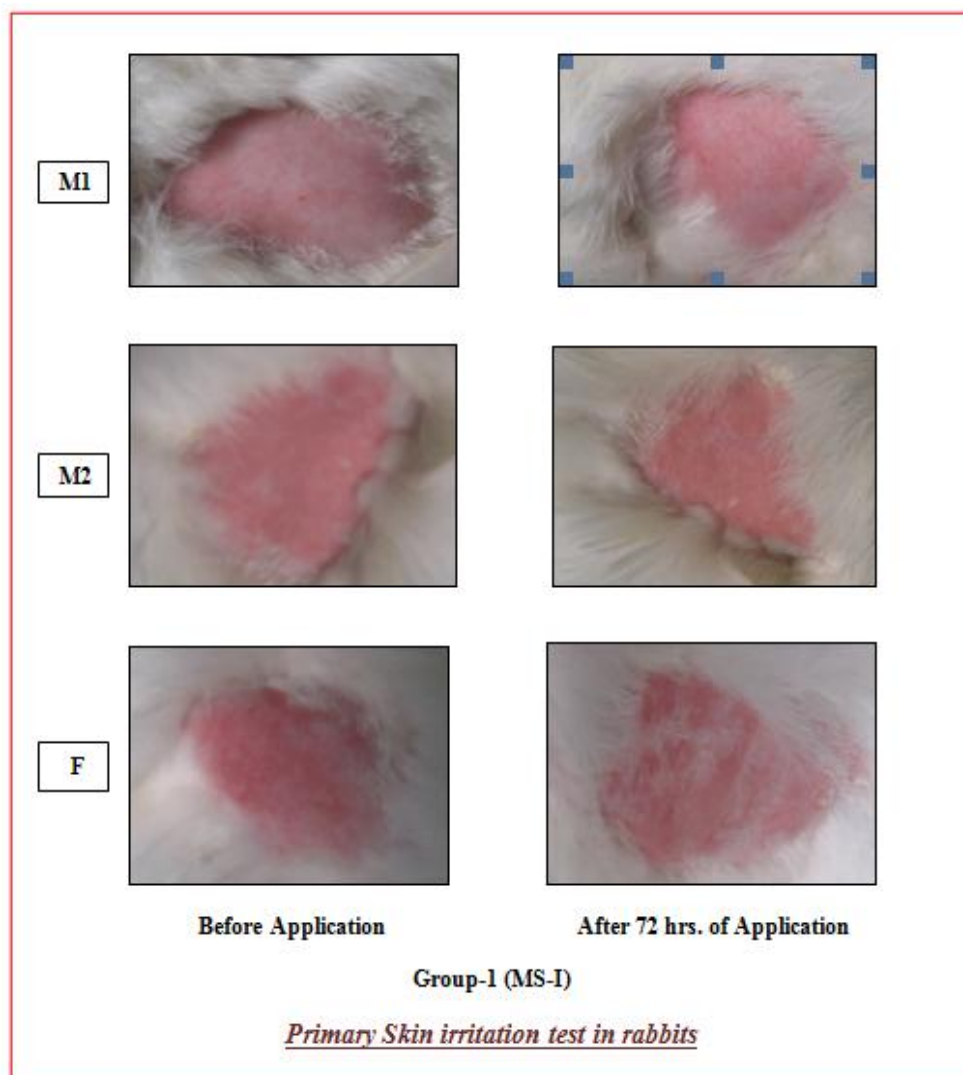 M1
M2
F
Before Application
After 72 hrs. of Application
Group-1 (MS-I)
Primary Skin irritation test in rabbits